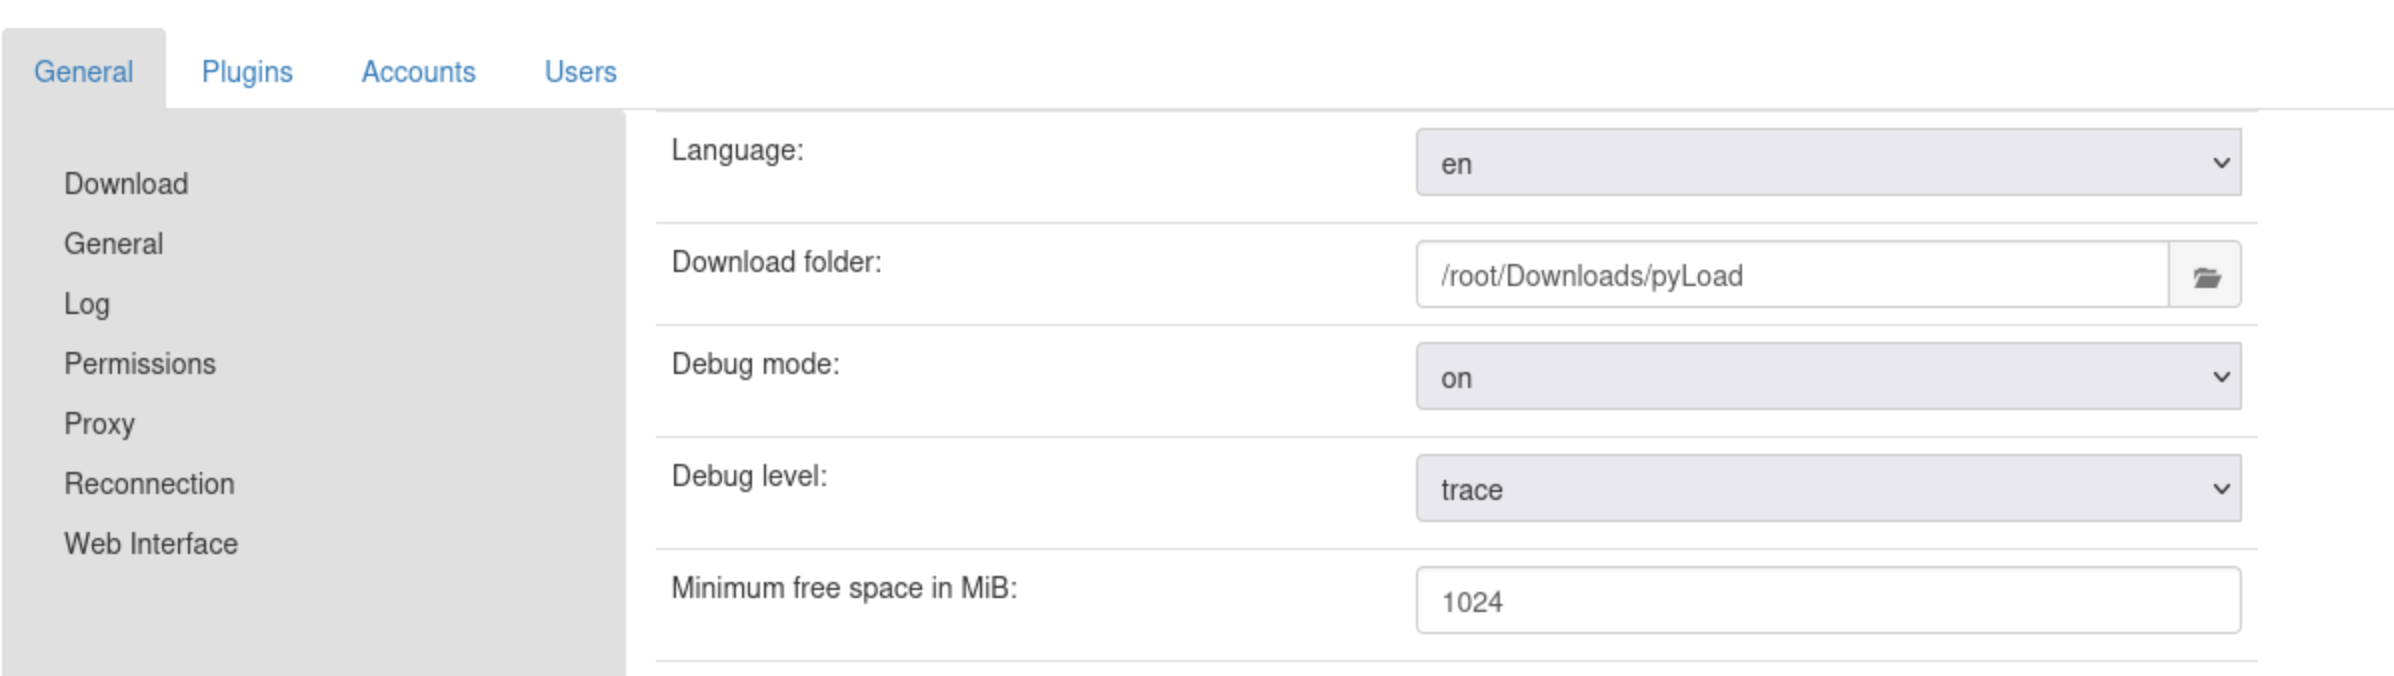 General Plugins Accounts Users
Download
General
Log
Permissions
Proxy
Reconnection
Web Interface
Language: en
Download folder: /root/Downloads/pyLoad
Debug mode: on
Debug level: trace
Minimum free space in MiB: 1024